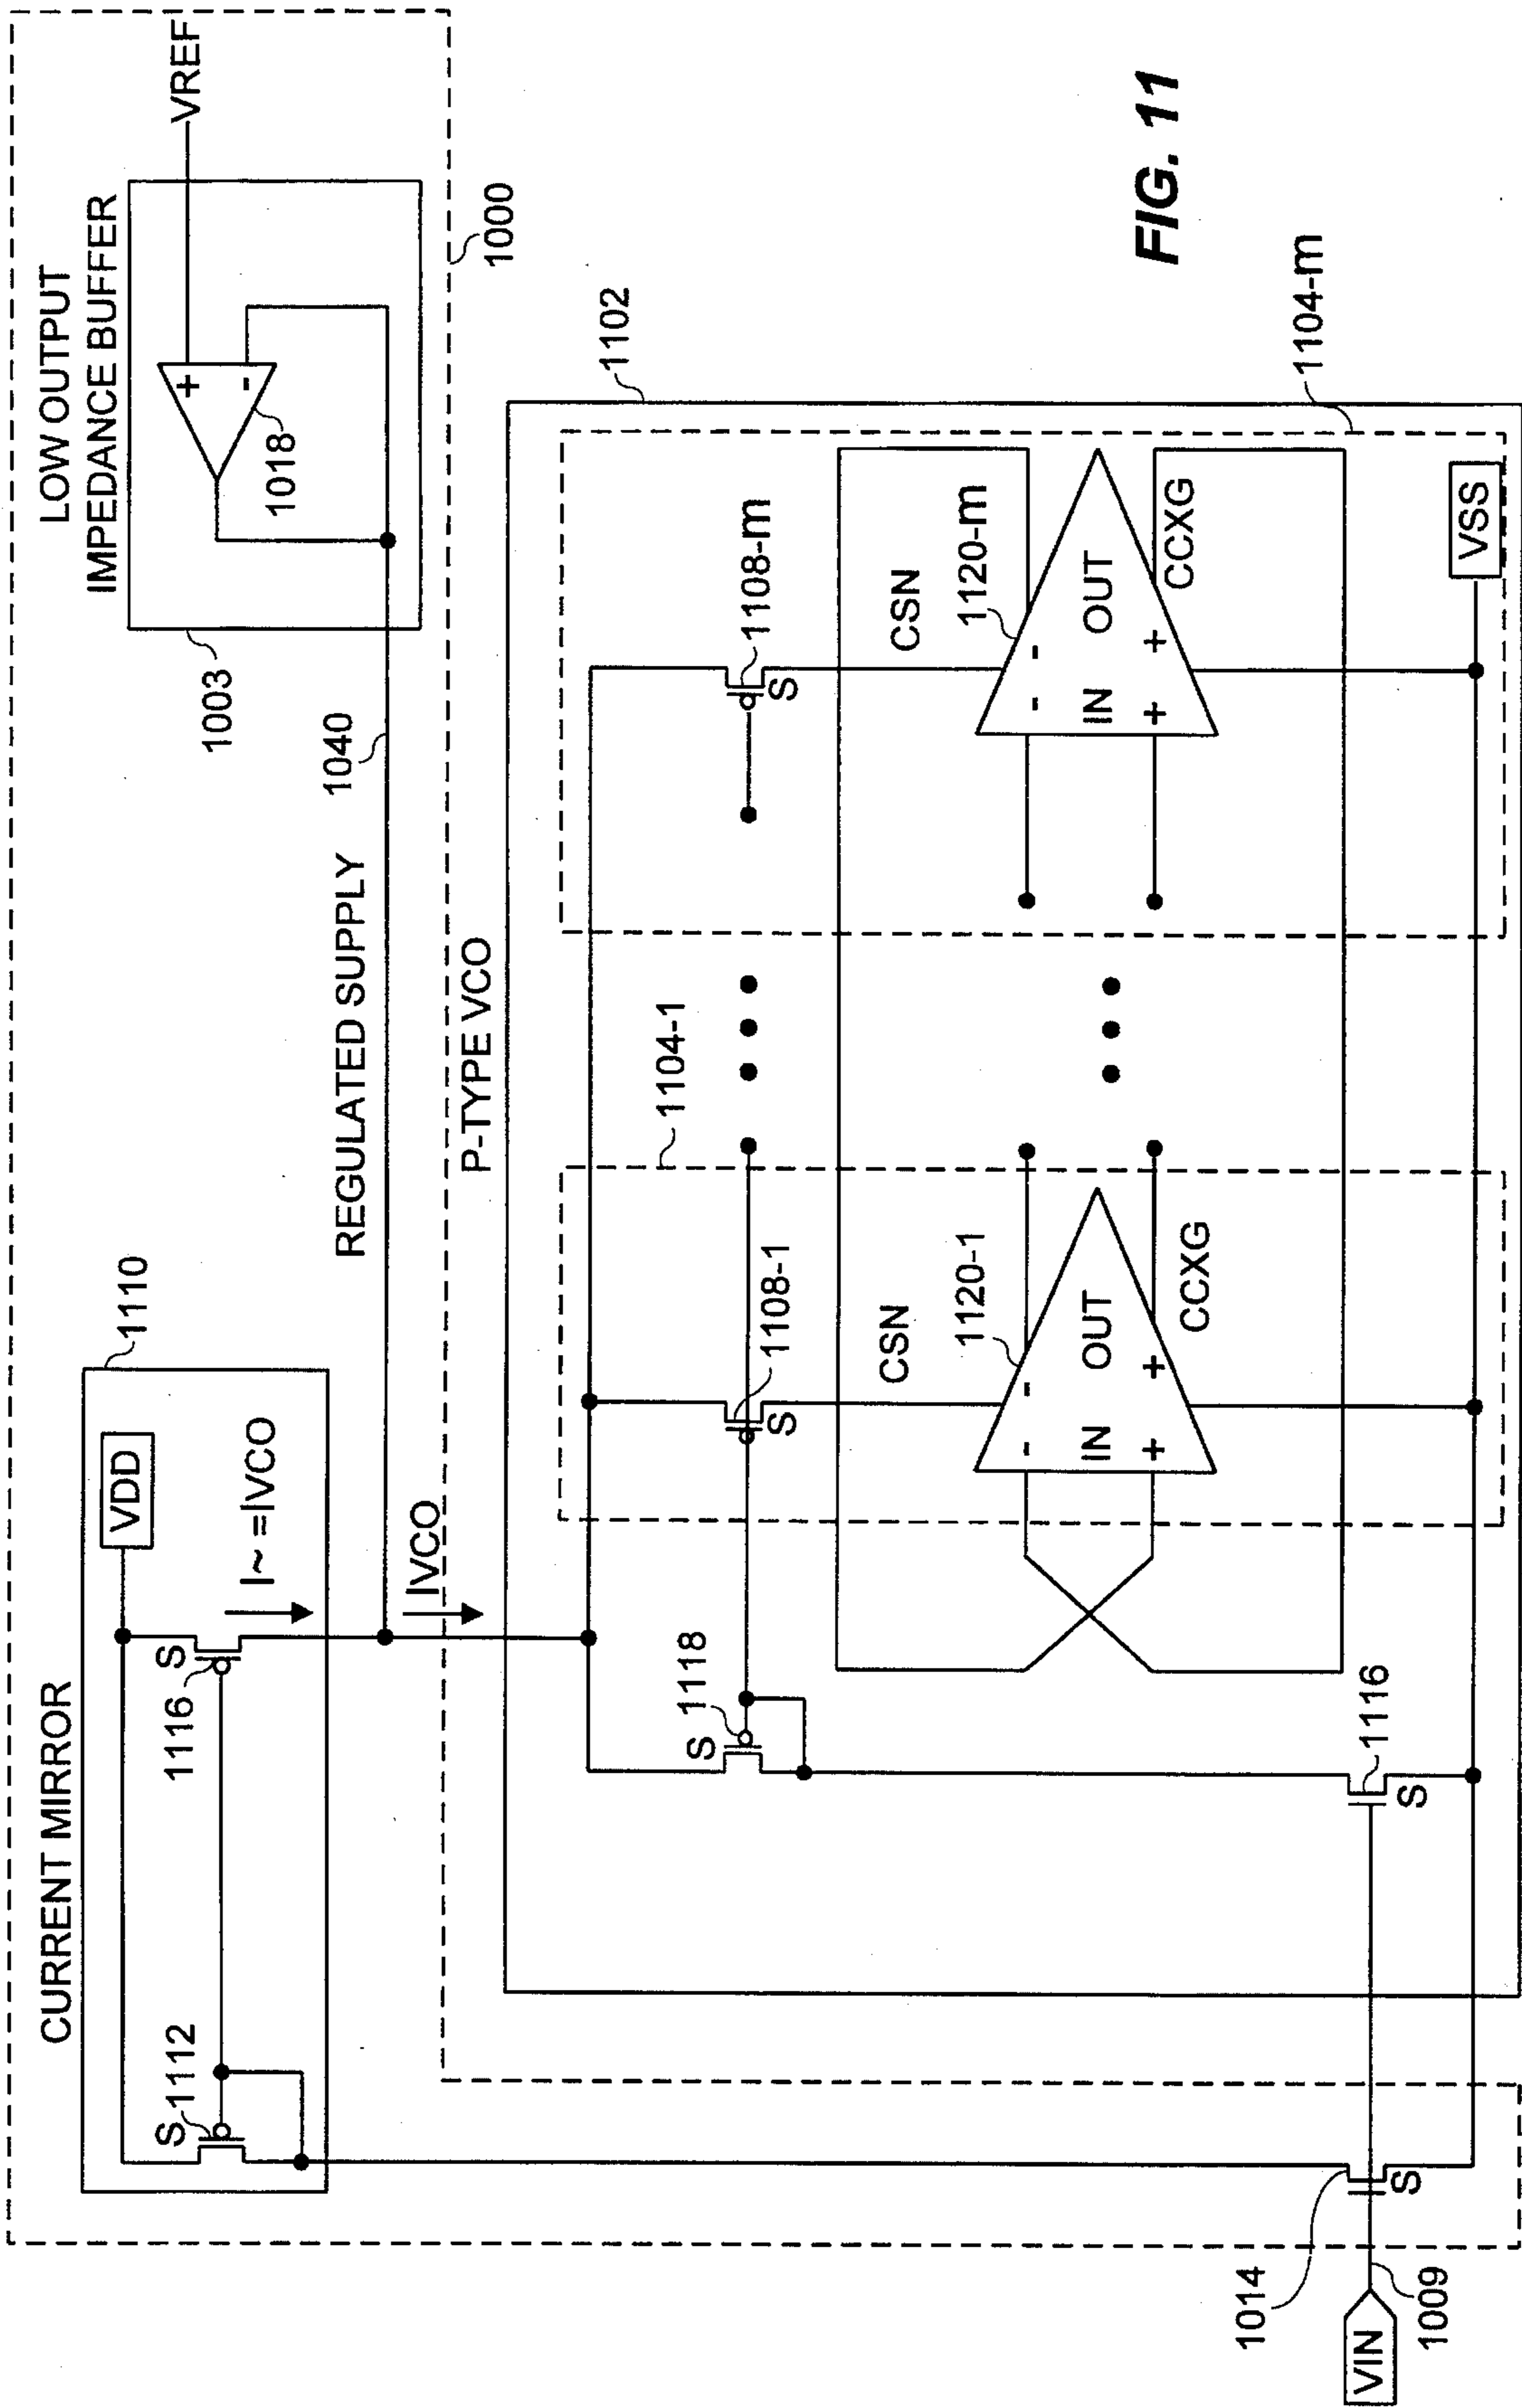 CURRENT MIRROR
1110
VDD
S
1112
S
1116
I~ =IVCO
LOW OUTPUT
IMPEDANCE BUFFER
VREF
+
-
1018
1003
1000
REGULATED SUPPLY
1040
IVCO
P-TYPE VCO
1102
1104-1
1104-m
S
1118
1108-1
S
1108-m
S
CSN
1120-1
-
-
IN
OUT
+
+
CCXG
CSN
1120-m
-
-
IN
OUT
+
+
CCXG
1116
S
VSS
1014
S
VIN
1009
FIG. 11